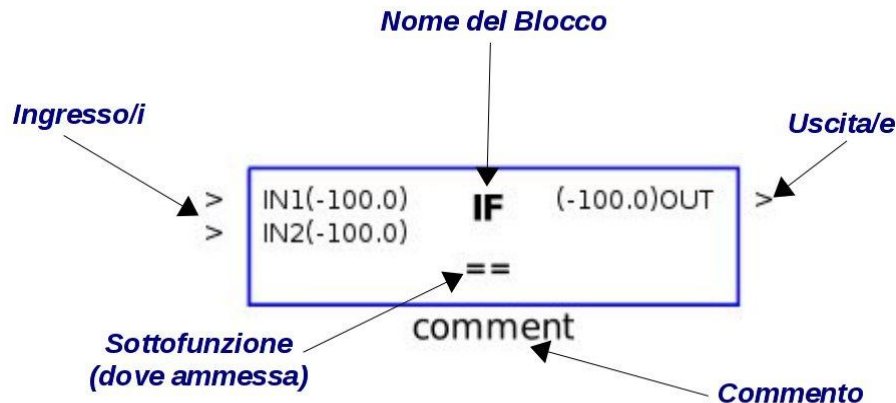 Nome del Blocco
Ingresso/i
Uscita/e
> IN1(-100.0) IF (-100.0)OUT >
> IN2(-100.0)
==
comment
Sottofunzione
(dove ammessa)
Commento